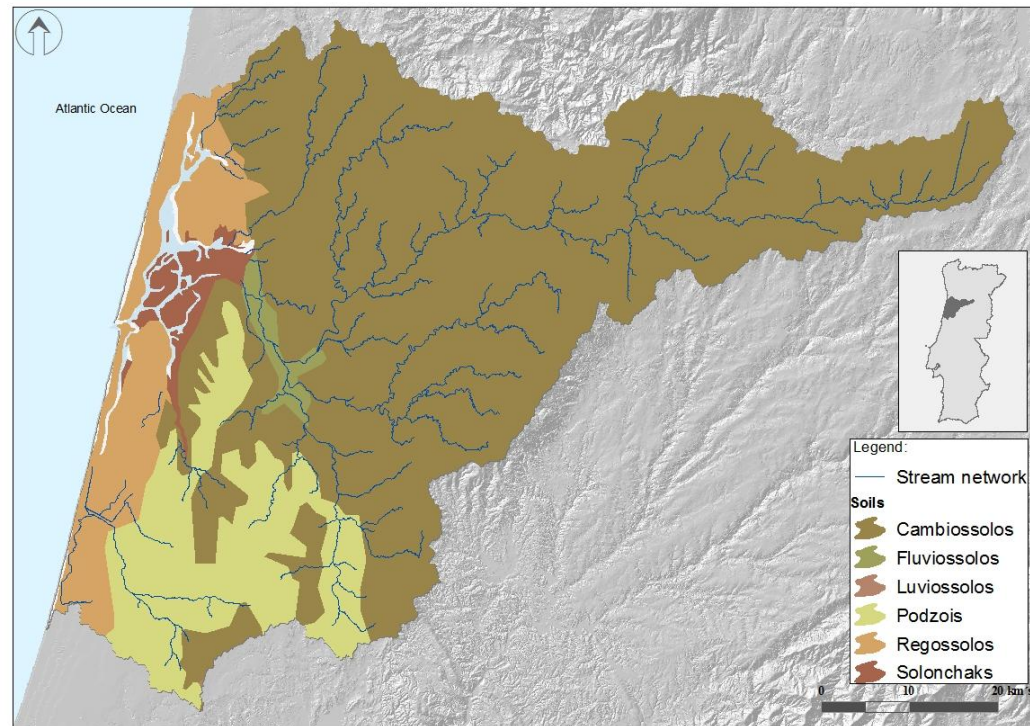 Atlantic Ocean
Legend:
Stream network
Soils
Cambiossolos
Fluviossolos
Luviossolos
Podzois
Regossolos
Solonchaks
0 10 20 km's